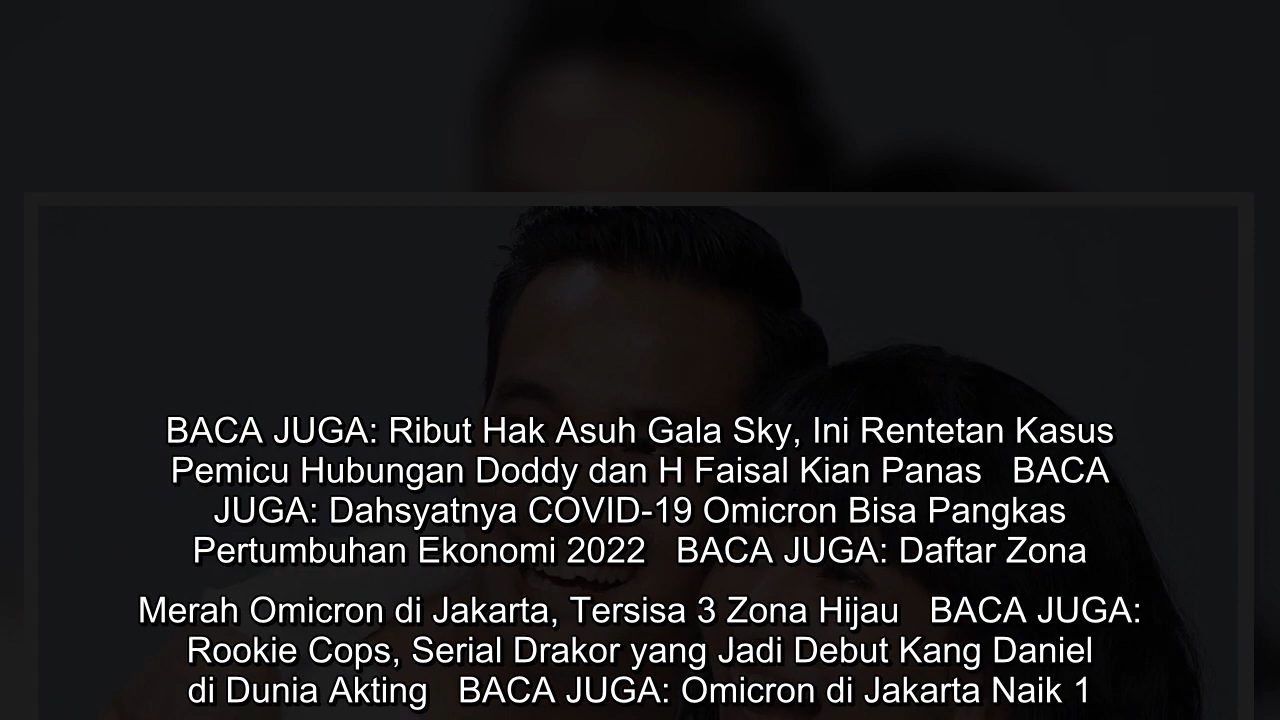 BACA JUGA: Ribut Hak Asuh Gala Sky, Ini Rentetan Kasus
Pemicu Hubungan Doddy dan H Faisal Kian Panas   BACA
JUGA: Dahsyatnya COVID-19 Omicron Bisa Pangkas
Pertumbuhan Ekonomi 2022   BACA JUGA: Daftar Zona
Merah Omicron di Jakarta, Tersisa 3 Zona Hijau   BACA JUGA:
Rookie Cops, Serial Drakor yang Jadi Debut Kang Daniel
di Dunia Akting   BACA JUGA: Omicron di Jakarta Naik 1